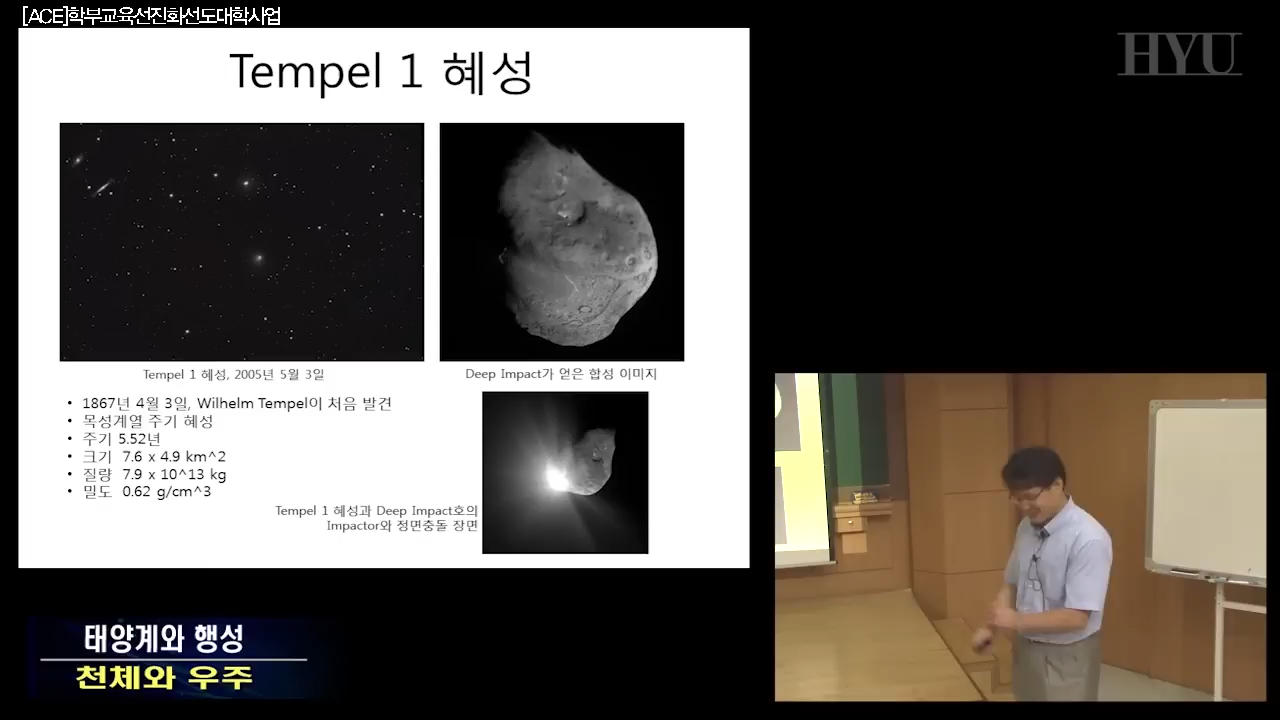 [ACE]학부교육선진화선도대학사업
HYU
Tempel 1 혜성
Tempel 1 혜성, 2005년 5월 3일
Deep Impact가 얻은 합성 이미지
• 1867년 4월 3일, Wilhelm Tempel이 처음 발견
• 목성계열 주기 혜성
• 주기 5.52년
• 크기 7.6 x 4.9 km^2
• 질량 7.9 x 10^13 kg
• 밀도 0.62 g/cm^3
Tempel 1 혜성과 Deep Impact호의
Impactor와 정면충돌 장면
태양계와 행성
천체와 우주